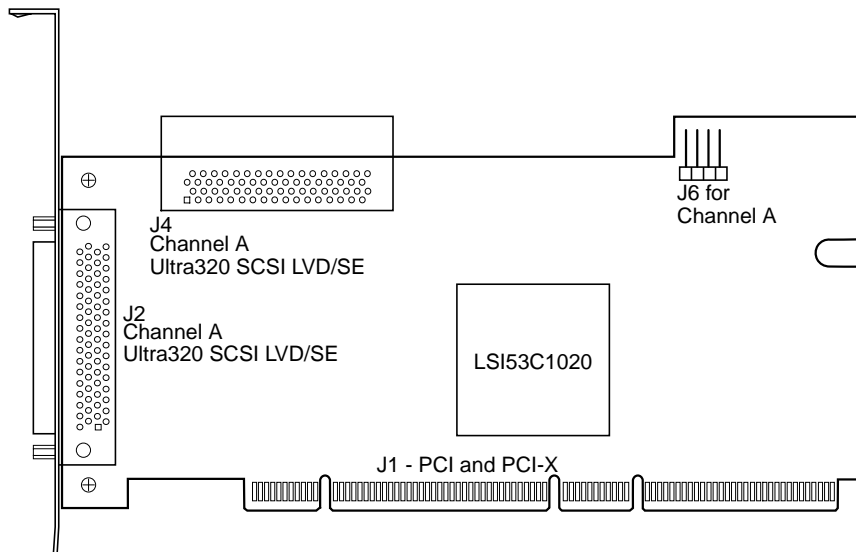 J6 for
Channel A
J4
Channel A
Ultra320 SCSI LVD/SE
J2
Channel A
Ultra320 SCSI LVD/SE
LSI53C1020
J1 - PCI and PCI-X